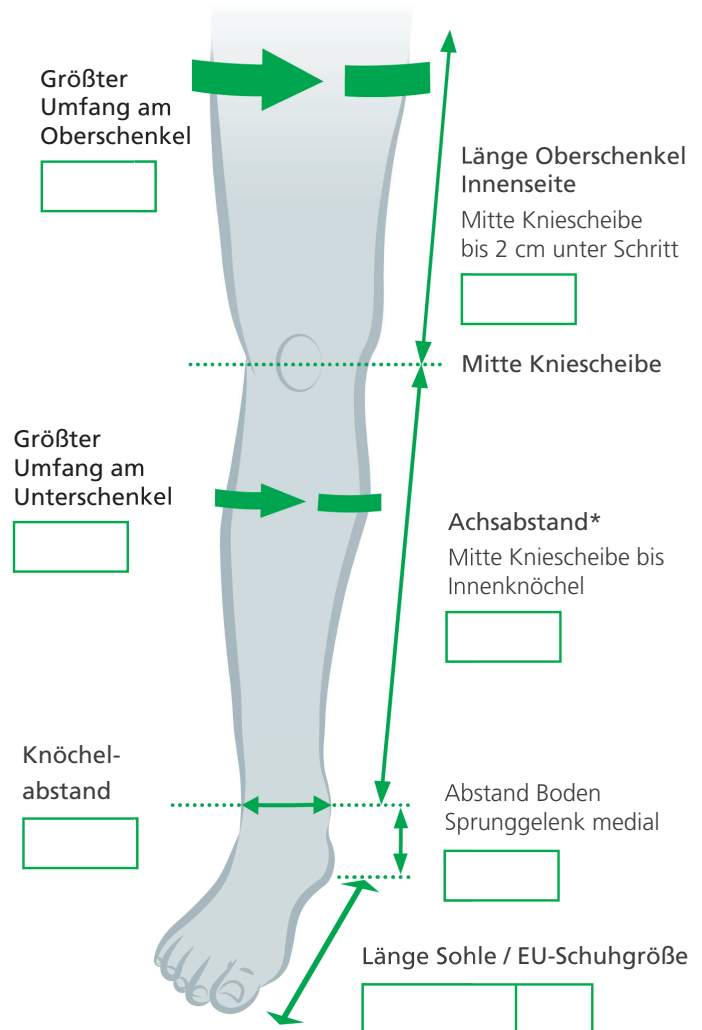 Größter
Umfang am
Oberschenkel
Länge Oberschenkel
Innenseite
Mitte Kniescheibe
bis 2 cm unter Schritt
Mitte Kniescheibe
Größter
Umfang am
Unterschenkel
Achsabstand*
Mitte Kniescheibe bis
Innenknöchel
Knöchel-
abstand
Abstand Boden
Sprunggelenk medial
Länge Sohle / EU-Schuhgröße